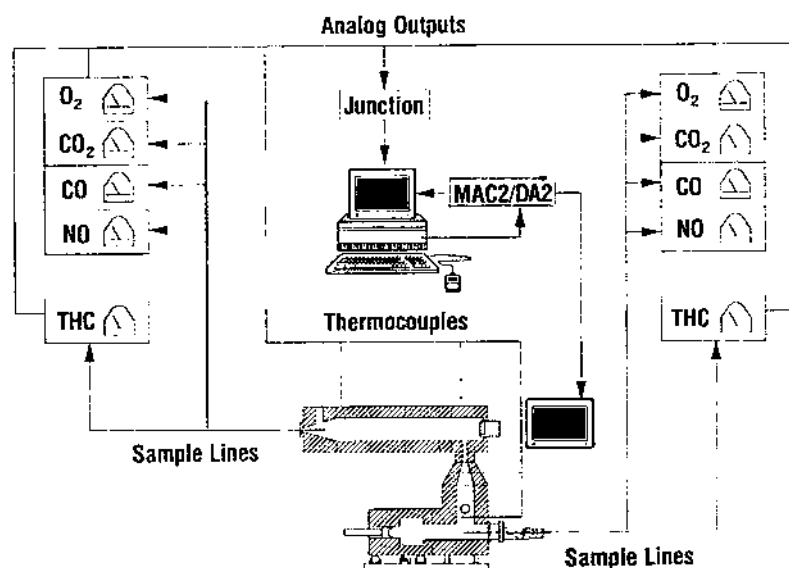 Analog Outputs
O2
CO2
CO
NO
THC
Junction
MAC2/DA2
Thermocouples
O2
CO2
CO
NO
THC
Sample Lines
Sample Lines